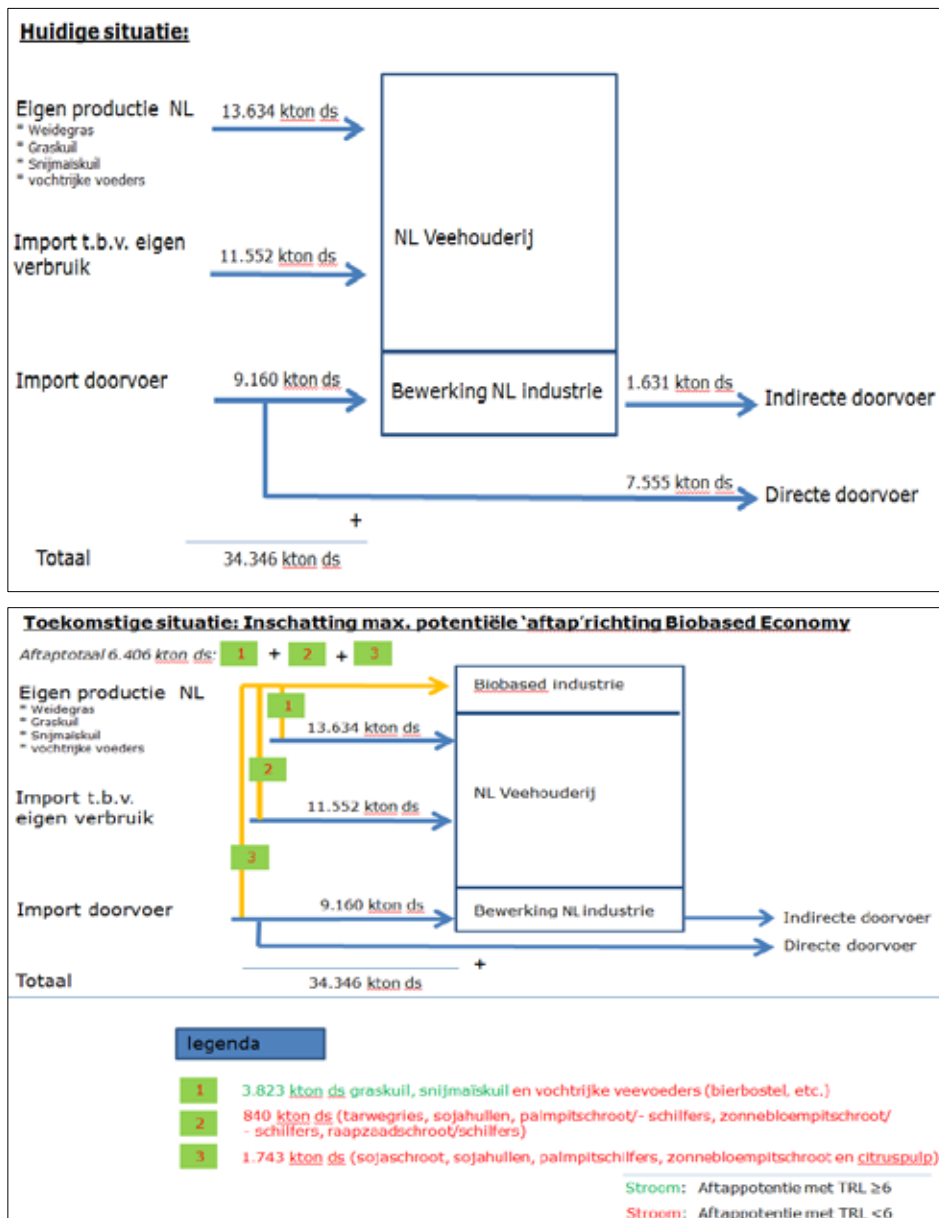 Huidige situatie:
Eigen productie NL
13.634 kton ds
* Weidegras
* Graskuil
* Snijmaïskuil
* vochtrijke voeders
Import t.b.v. eigen
verbruik
11.552 kton ds
NL Veehouderij
Import doorvoer
9.160 kton ds
Bewerking NL industrie
1.631 kton ds
Indirecte doorvoer
7.555 kton ds
Directe doorvoer
+
Totaal
34.346 kton ds
Toekomstige situatie: Inschatting max. potentiële ‘aftap’richting Biobased Economy
Aftaptotaal 6.406 kton ds: 1 + 2 + 3
Eigen productie NL
* Weidegras
* Graskuil
* Snijmaïskuil
* vochtrijke voeders
Biobased industrie
1
13.634 kton ds
2
Import t.b.v.
eigen verbruik
11.552 kton ds
NL Veehouderij
3
Import doorvoer
9.160 kton ds
Bewerking NL industrie
Indirecte doorvoer
Directe doorvoer
+
Totaal
34.346 kton ds
legenda
1 3.823 kton ds graskuil, snijmaïskuil en vochtrijke veevoeders (bierbostel, etc.)
2 840 kton ds (tarwegries, sojahullen, palmpitschroot/- schilfers, zonnebloempitschroot/
- schilfers, raapzaadschroot/schilfers)
3 1.743 kton ds (sojaschroot, sojahullen, palmpitschilfers, zonnebloempitschroot en citruspulp)
Stroom: Aftappotentie met TRL ≥6
Stroom: Aftappotentie met TRL <6